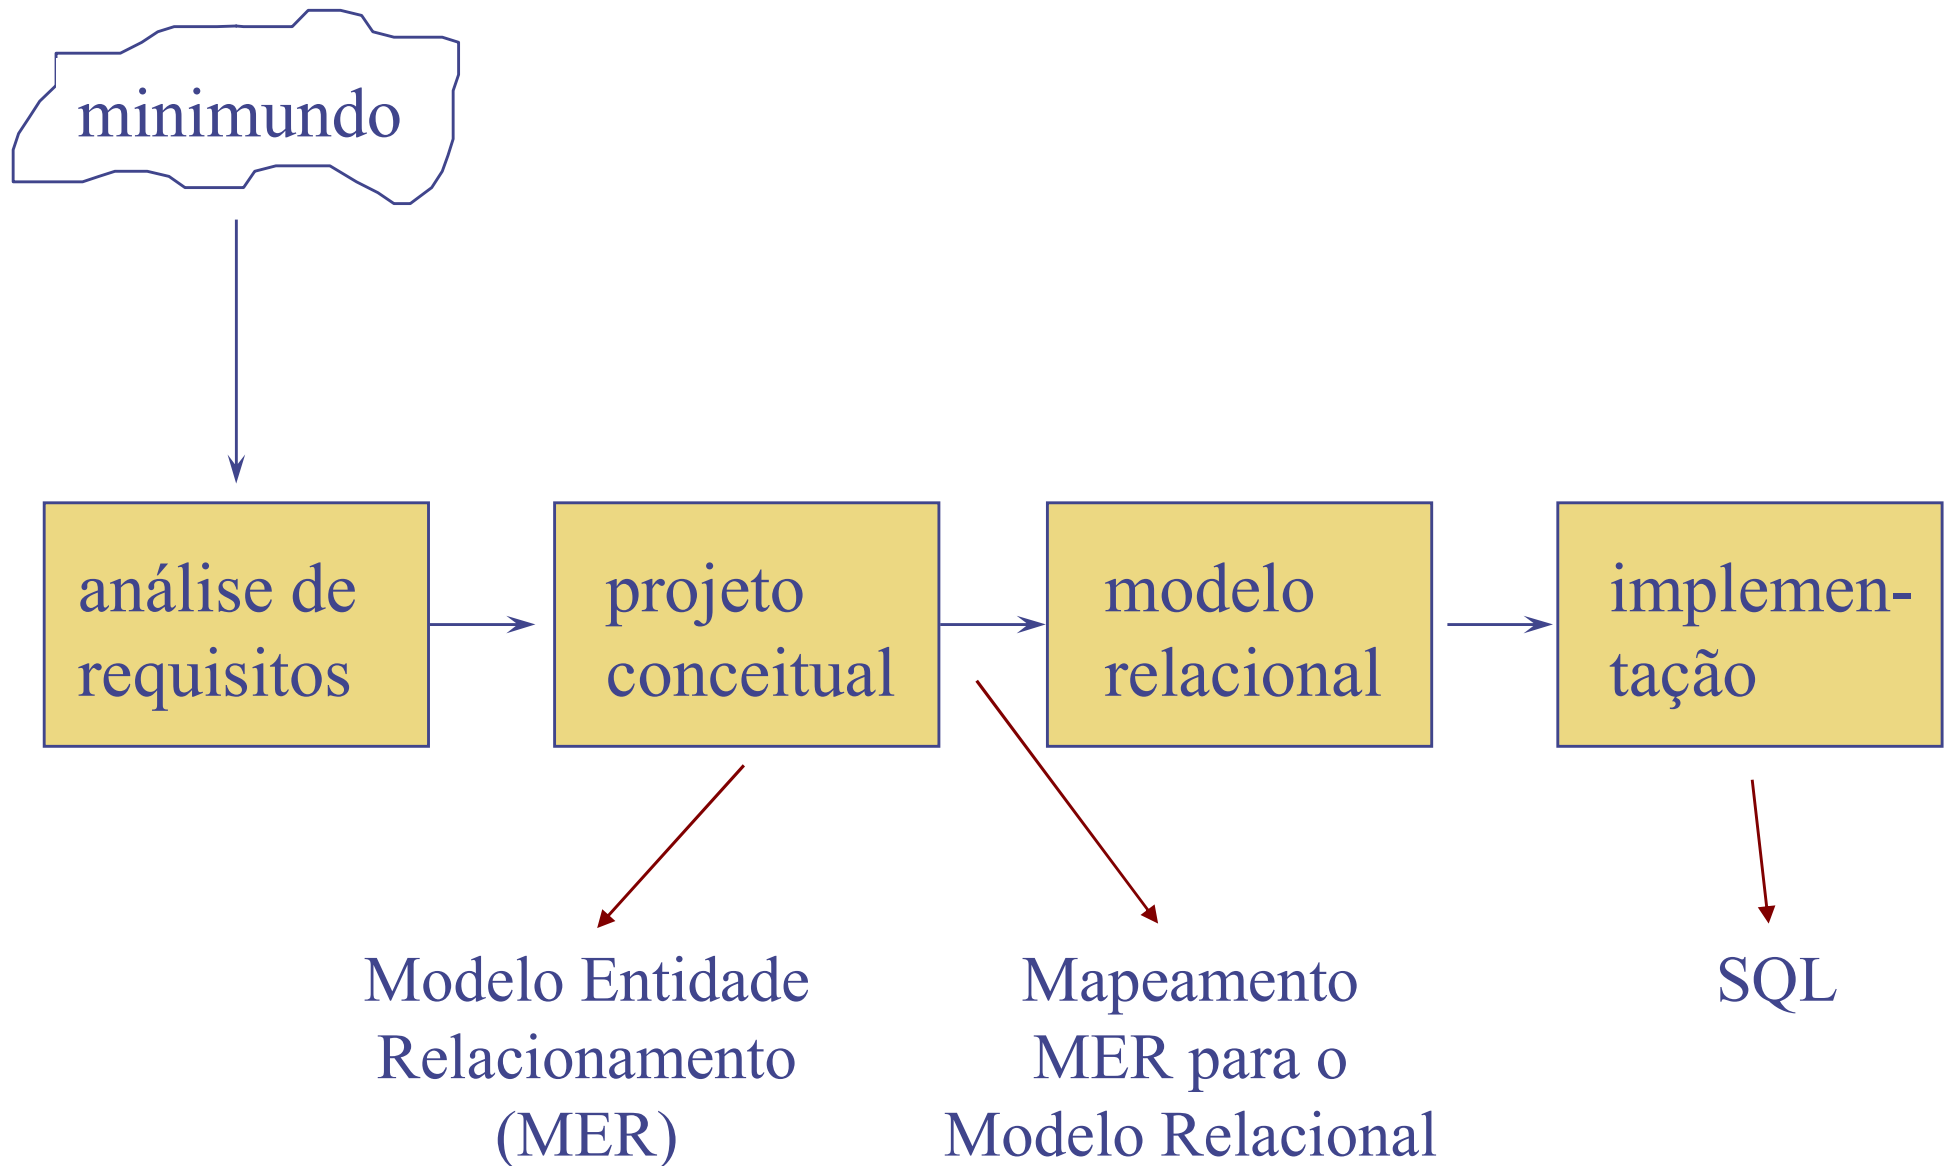 minimundo
análise de
requisitos
projeto
conceitual
modelo
relacional
implemen-
tação
Modelo Entidade
Relacionamento
(MER)
Mapeamento
MER para o
Modelo Relacional
SQL